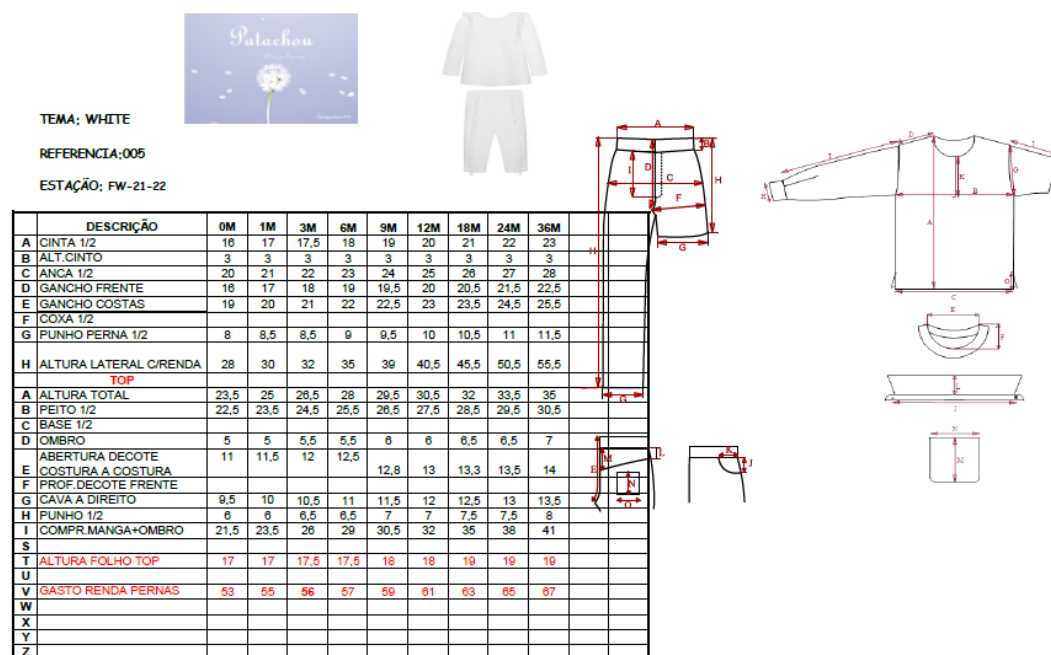 Patachou
TEMA: WHITE
REFERENCIA:005
ESTAÇÃO: FW-21-22
DESCRIÇÃO 0M 1M 3M 6M 9M 12M 18M 24M 36M
A CINTA 1/2 16 17 17,5 18 19 20 21 22 23
B ALT.CINTO 3 3 3 3 3 3 3 3 3
C ANCA 1/2 20 21 22 23 24 25 26 27 28
D GANCHO FRENTE 16 17 18 19 19,5 20 20,5 21,5 22,5
E GANCHO COSTAS 19 20 21 22 22,5 23 23,5 24,5 25,5
F COXA 1/2
G PUNHO PERNA 1/2 8 8,5 8,5 9 9,5 10 10,5 11 11,5
H ALTURA LATERAL C/RENDA 28 30 32 35 39 40,5 45,5 50,5 55,5
TOP
A ALTURA TOTAL 23,5 25 26,5 28 29,5 30,5 32 33,5 35
B PEITO 1/2 22,5 23,5 24,5 25,5 26,5 27,5 28,5 29,5 30,5
C BASE 1/2
D OMBRO 5 5 5,5 5,5 6 6 6,5 6,5 7
E ABERTURA DECOTE 11 11,5 12 12,5
COSTURA A COSTURA 12,8 13 13,3 13,5 14
F PROF.DECOTE FRENTE
G CAVA A DIREITO 9,5 10 10,5 11 11,5 12 12,5 13 13,5
H PUNHO 1/2 6 6 6,5 6,5 7 7 7,5 7,5 8
I COMPR.MANGA+OMBRO 21,5 23,5 26 29 30,5 32 35 38 41
S
T ALTURA FOLHO TOP 17 17 17,5 17,5 18 18 19 19 19
U
V GASTO RENDA PERNAS 53 55 56 57 59 61 63 65 67
W
X
Y
Z
A
B
D
I
C
H
F
H
G
G
M
L
E
N
O
K
J
D
I
I
K
G
H
B
A
O
C
E
F
L
J
N
M